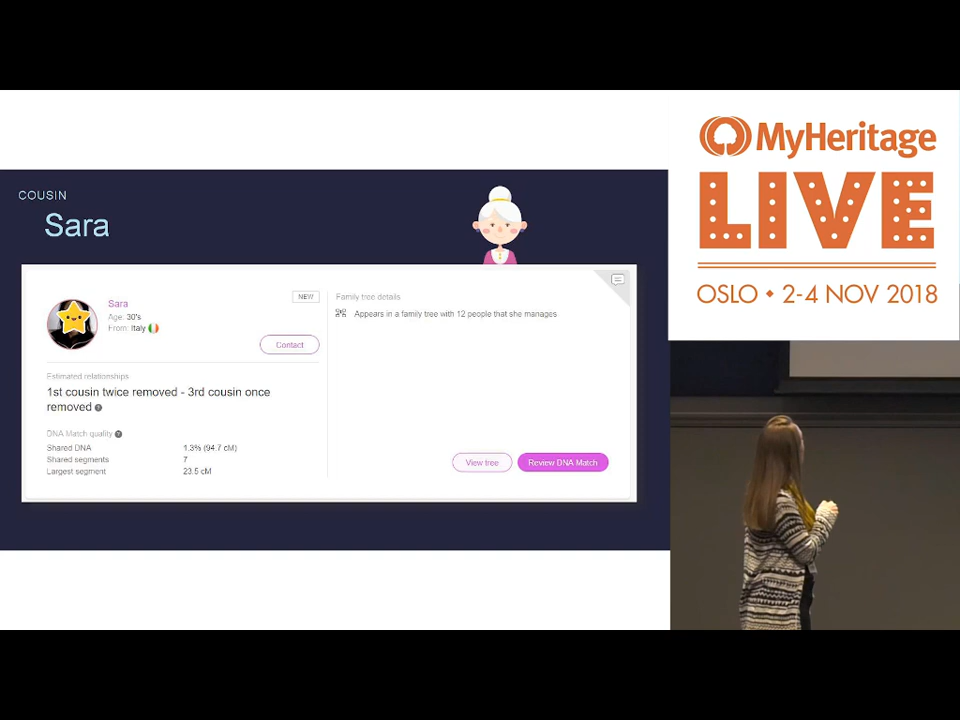 COUSIN
Sara
Sara
NEW
Age: 30's
From: Italy
Contact
Estimated relationships
1st cousin twice removed - 3rd cousin once
removed ?
DNA Match quality ?
Shared DNA 1.3% (94.7 cM)
Shared segments 7
Largest segment 23.5 cM
Family tree details
Appears in a family tree with 12 people that she manages
View tree
Review DNA Match
MyHeritage
LIVE
OSLO • 2-4 NOV 2018